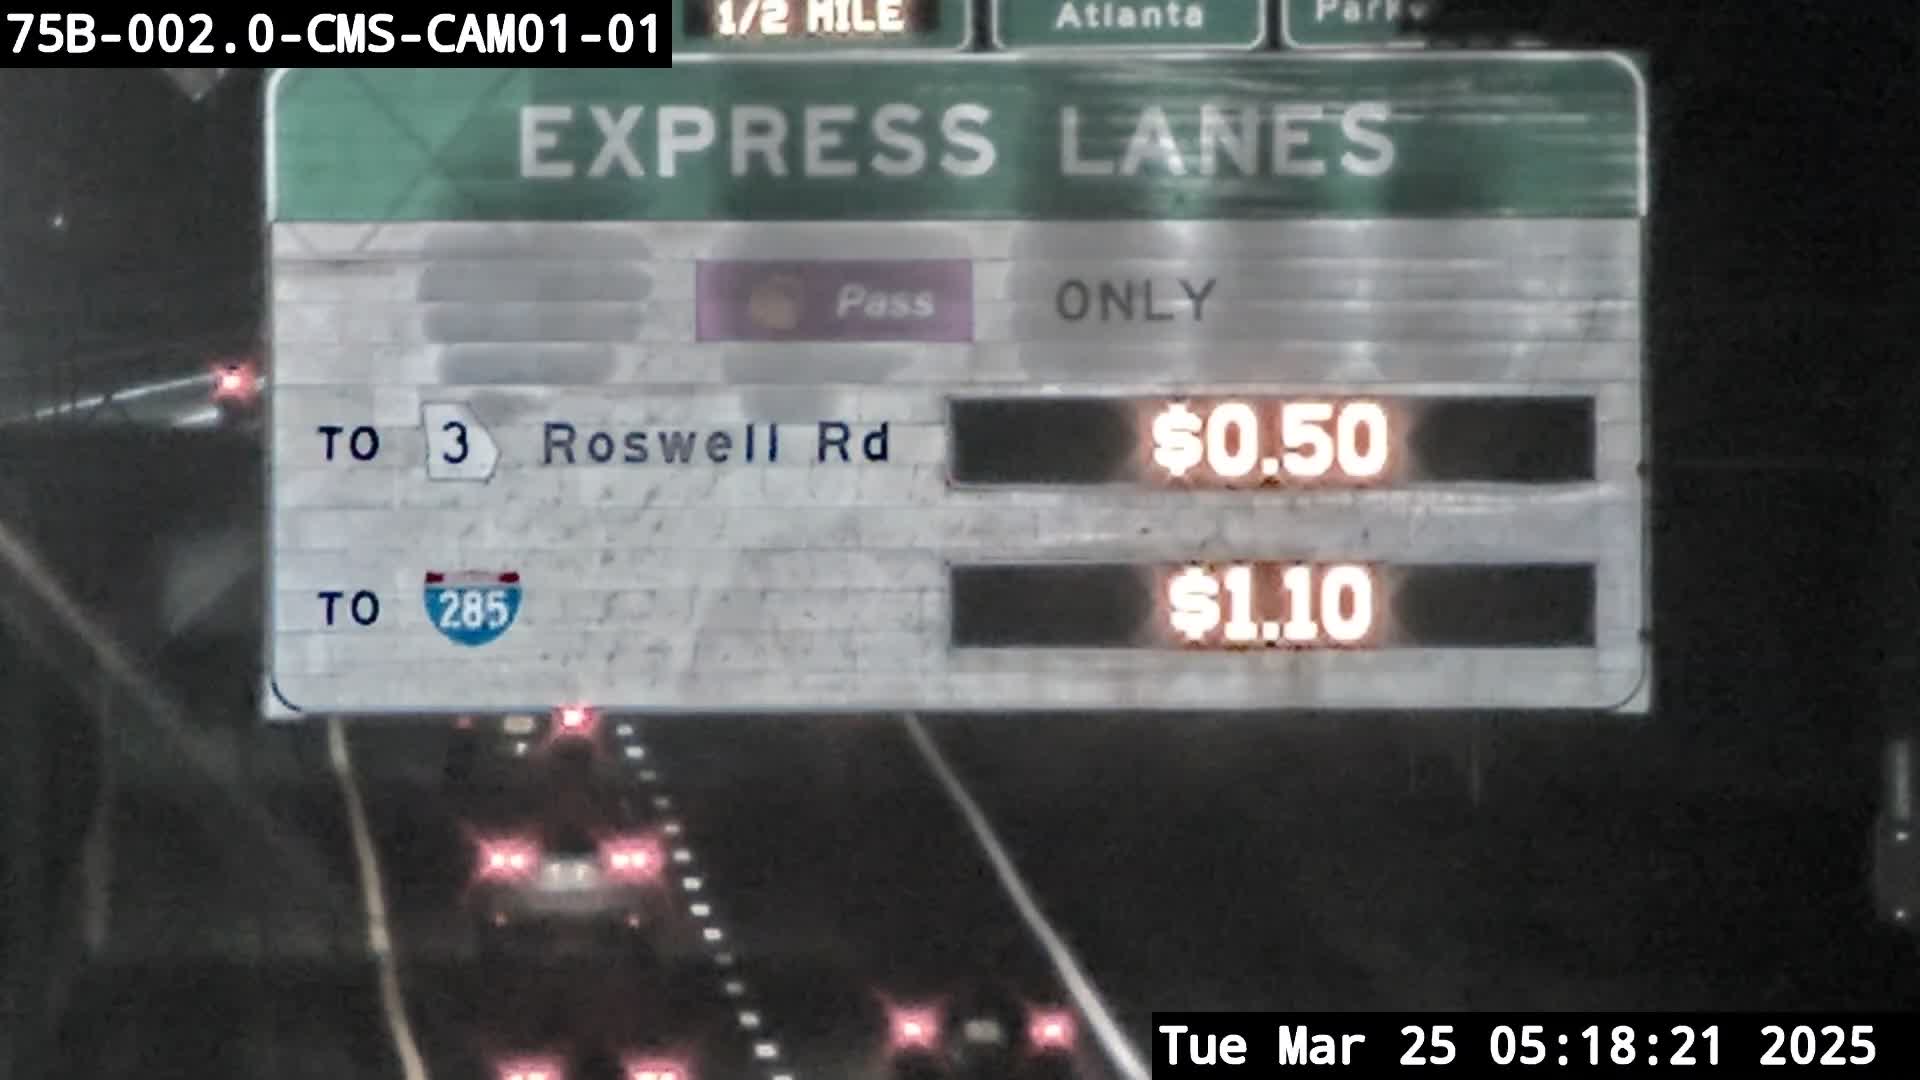 75B-002.0-CMS-CAM01-01
1/2 MILE
Atlanta
EXPRESS LANES
Pass ONLY
TO 3 Roswell Rd $0.50
TO 285 $1.10
Tue Mar 25 05:18:21 2025